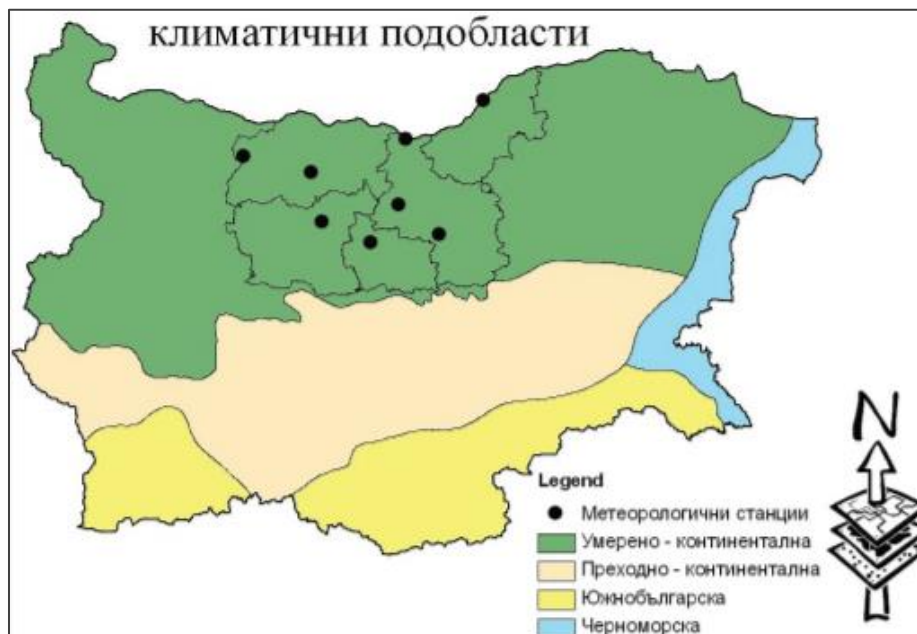 климатични подобласти
N
Legend
Метеорологични станции
Умерено - континентална
Преходно - континентална
Южнобългарска
Черноморска